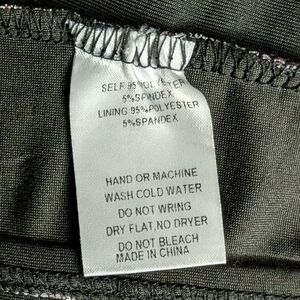 SELF:95%POLYESTER
5%SPANDEX
LINING:95%POLYESTER
5%SPANDEX
HAND OR MACHINE
WASH COLD WATER
DO NOT WRING
DRY FLAT,NO DRYER
DO NOT BLEACH
MADE IN CHINA